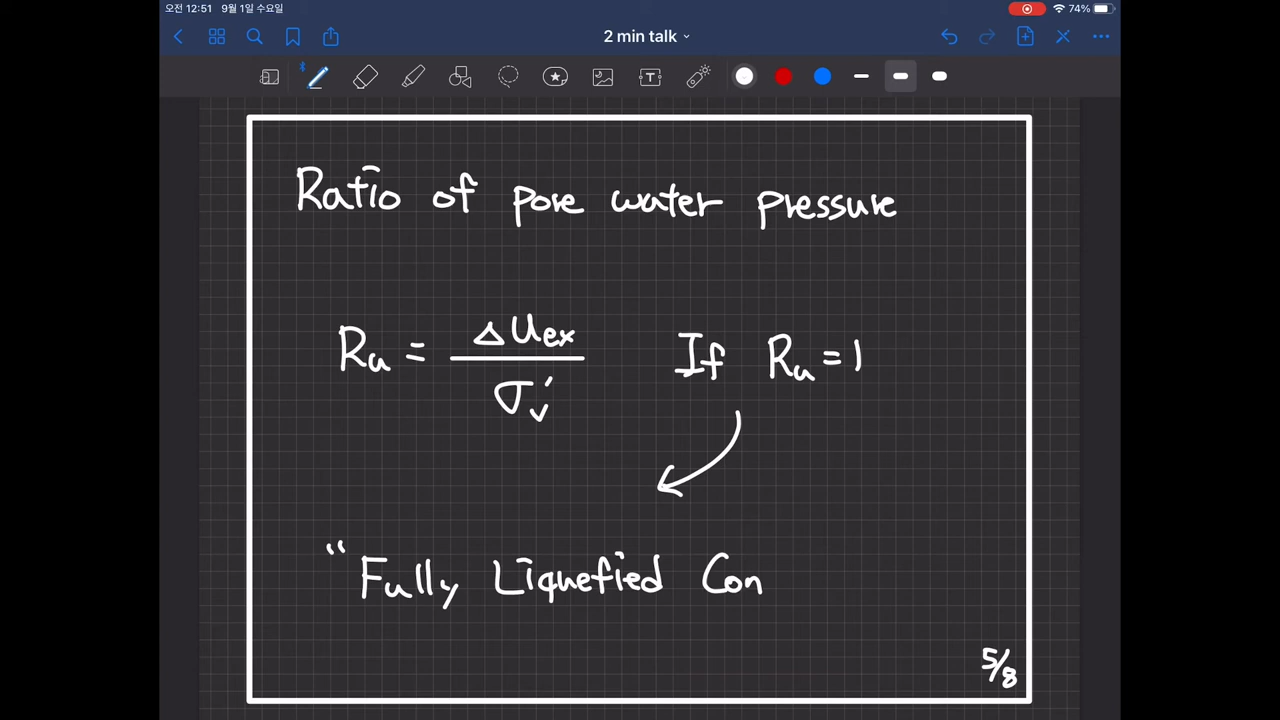 오전 12:51 9월 1일 수요일 74%
2 min talk
Ratio of pore water pressure
Ru = Δuex / σv' If Ru = 1
"Fully Liquefied Con
5/8